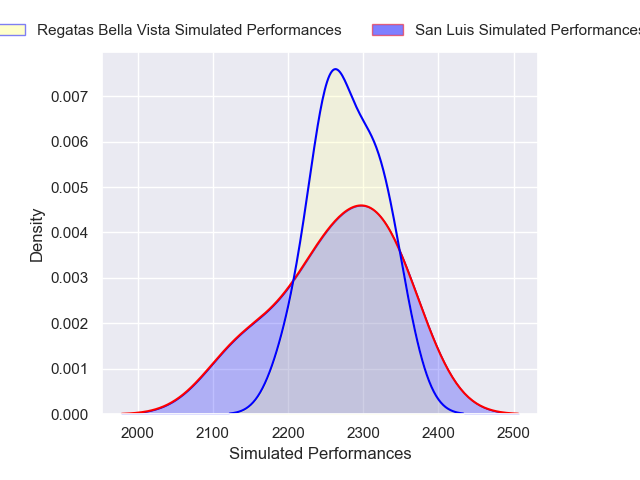 Regatas Bella Vista Simulated Performances
San Luis Simulated Performances
0.007
0.006
0.005
0.004
0.003
0.002
0.001
0.000
Density
2000 2100 2200 2300 2400 2500
Simulated Performances